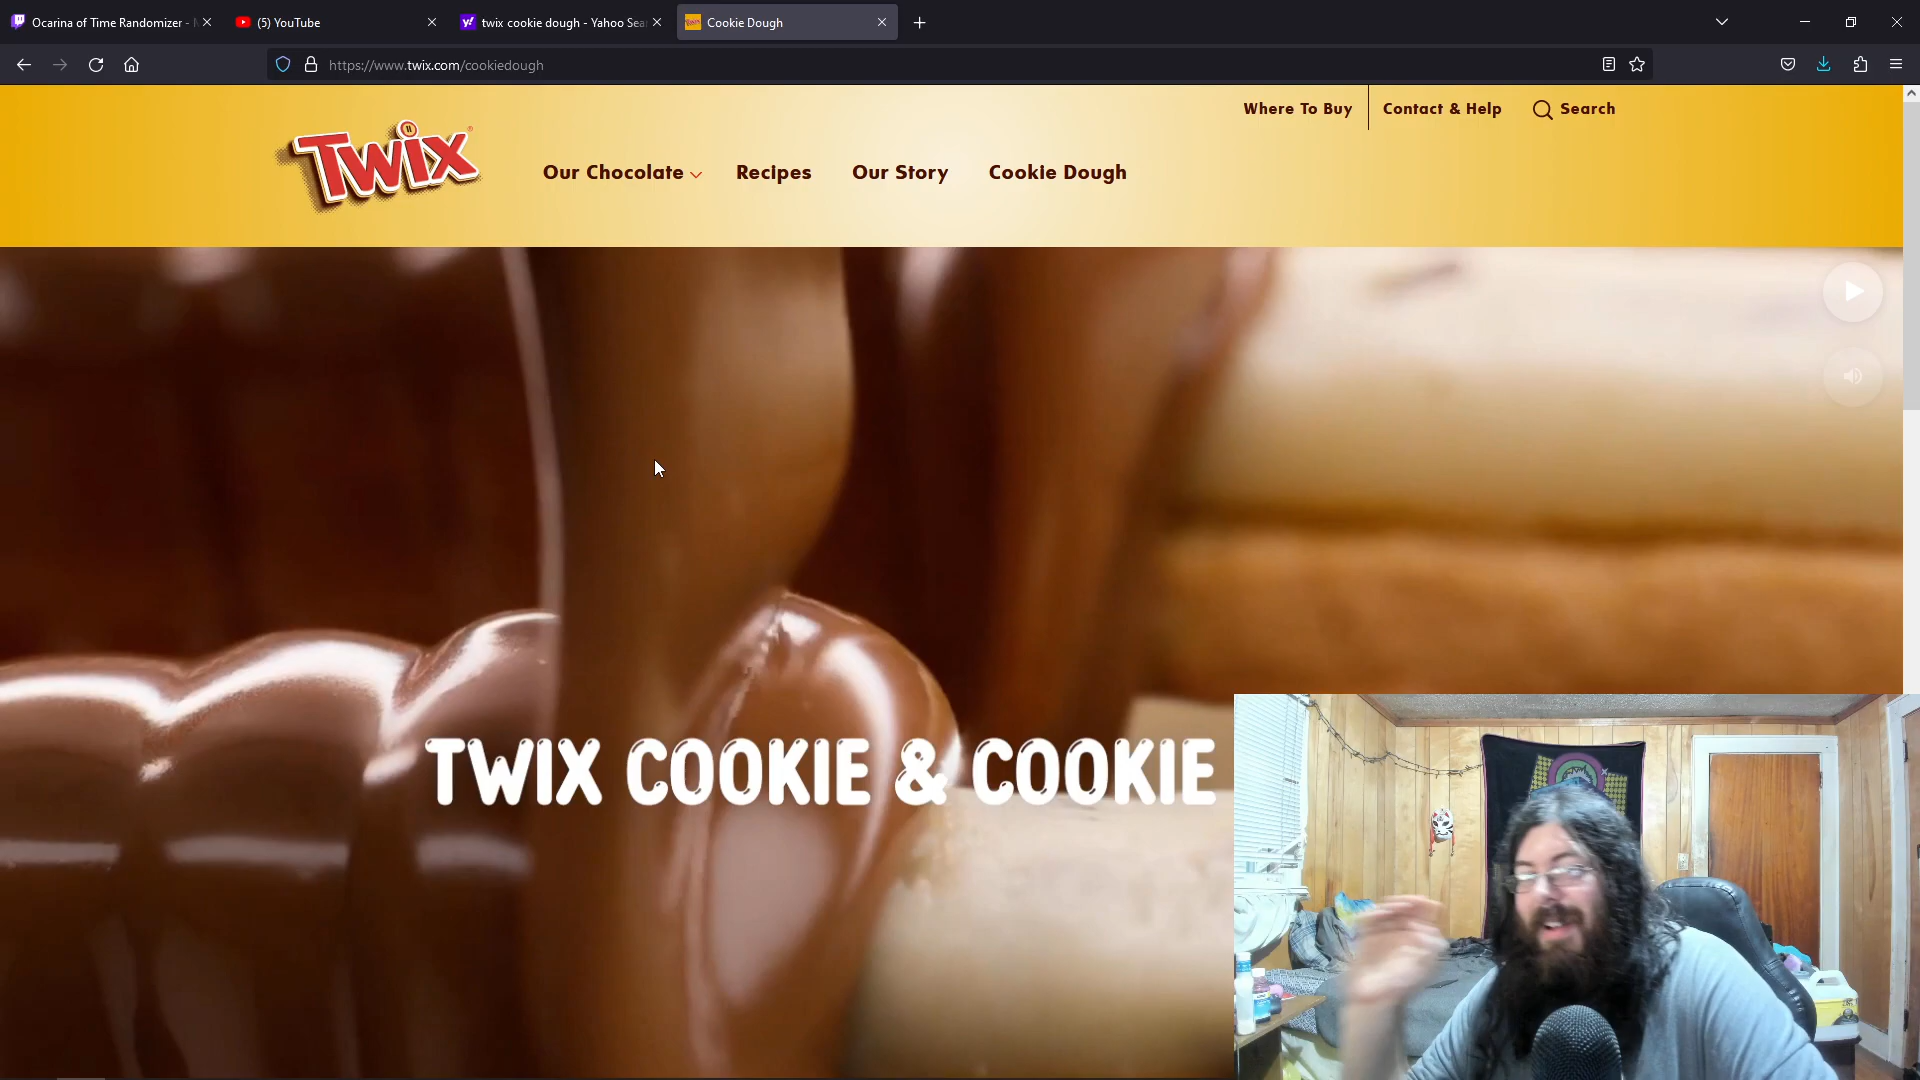 Ocarina of Time Randomizer -
(5) YouTube
twix cookie dough - Yahoo Sea
Cookie Dough
https://www.twix.com/cookiedough
Where To Buy
Contact & Help
Search
TWIX
Our Chocolate
Recipes
Our Story
Cookie Dough
TWIX COOKIE & COOKIE